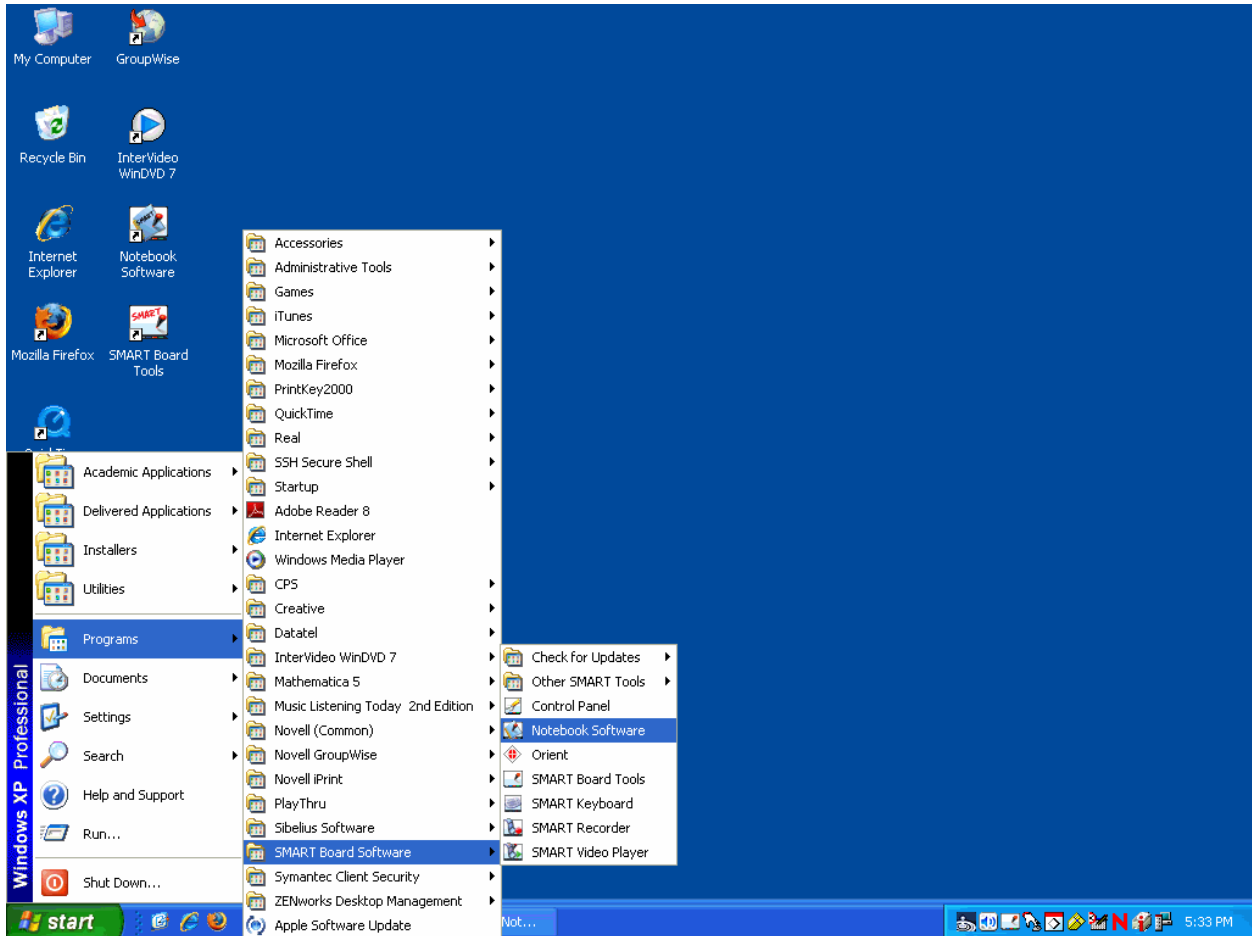 My Computer
GroupWise
Recycle Bin
InterVideo
WinDVD 7
Internet
Explorer
Notebook
Software
Mozilla Firefox
SMART Board
Tools
SMART
SMART
Academic Applications
Delivered Applications
Installers
Utilities
Programs
Documents
Settings
Search
Help and Support
Run...
Shut Down...
Windows XP Professional
Accessories
Administrative Tools
Games
iTunes
Microsoft Office
Mozilla Firefox
PrintKey2000
QuickTime
Real
SSH Secure Shell
Startup
Adobe Reader 8
Internet Explorer
Windows Media Player
CPS
Creative
Datatel
InterVideo WinDVD 7
Mathematica 5
Music Listening Today 2nd Edition
Novell (Common)
Novell GroupWise
Novell iPrint
PlayThru
Sibelius Software
SMART Board Software
Symantec Client Security
ZENworks Desktop Management
Apple Software Update
Check for Updates
Other SMART Tools
Control Panel
Notebook Software
Orient
SMART Board Tools
SMART Keyboard
SMART Recorder
SMART Video Player
start
Not...
N
5:33 PM